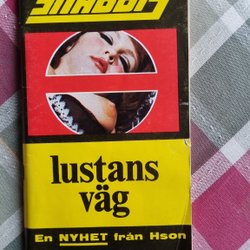 lustans
väg
En NYHET från Hson